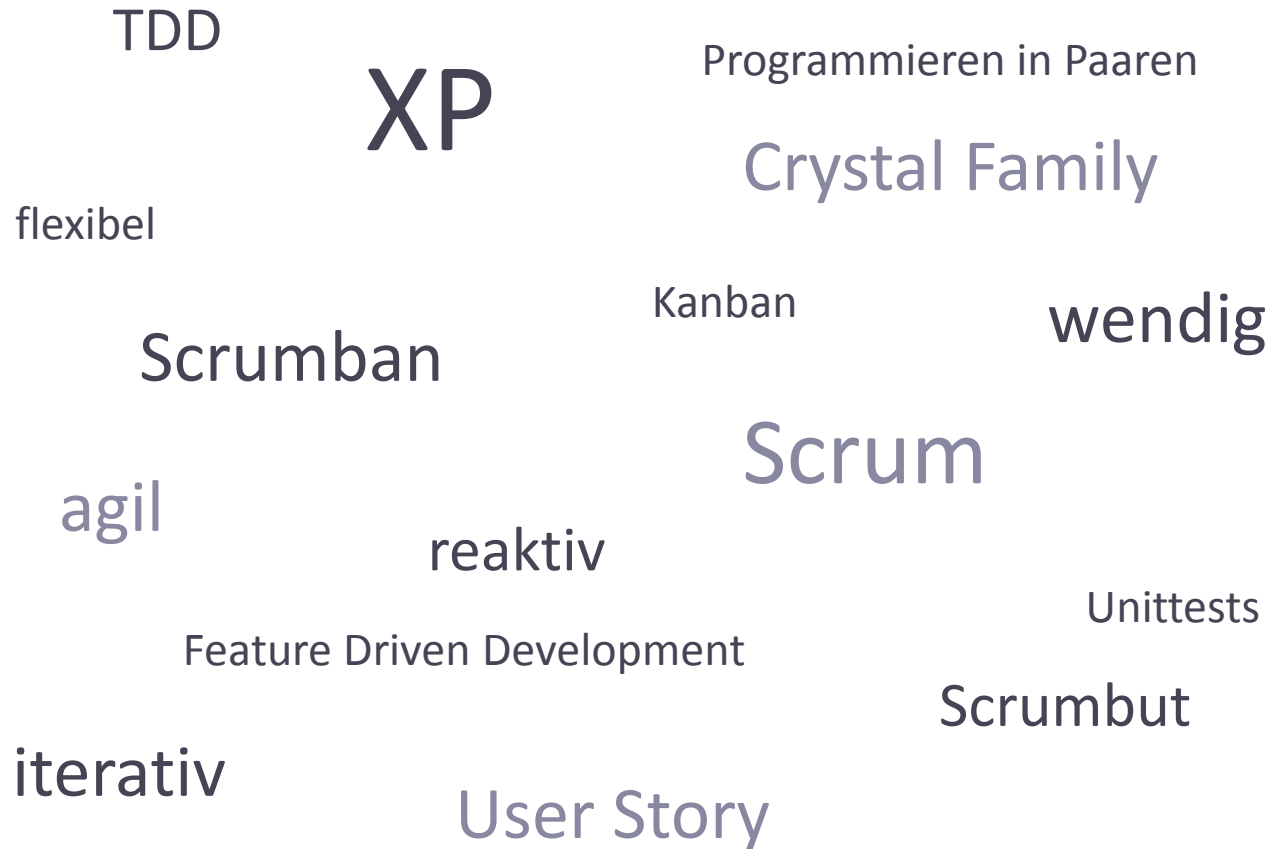 TDD
XP
Programmieren in Paaren
Crystal Family
flexibel
Kanban
wendig
Scrumban
Scrum
agil
reaktiv
Unittests
Feature Driven Development
Scrumbut
iterativ
User Story